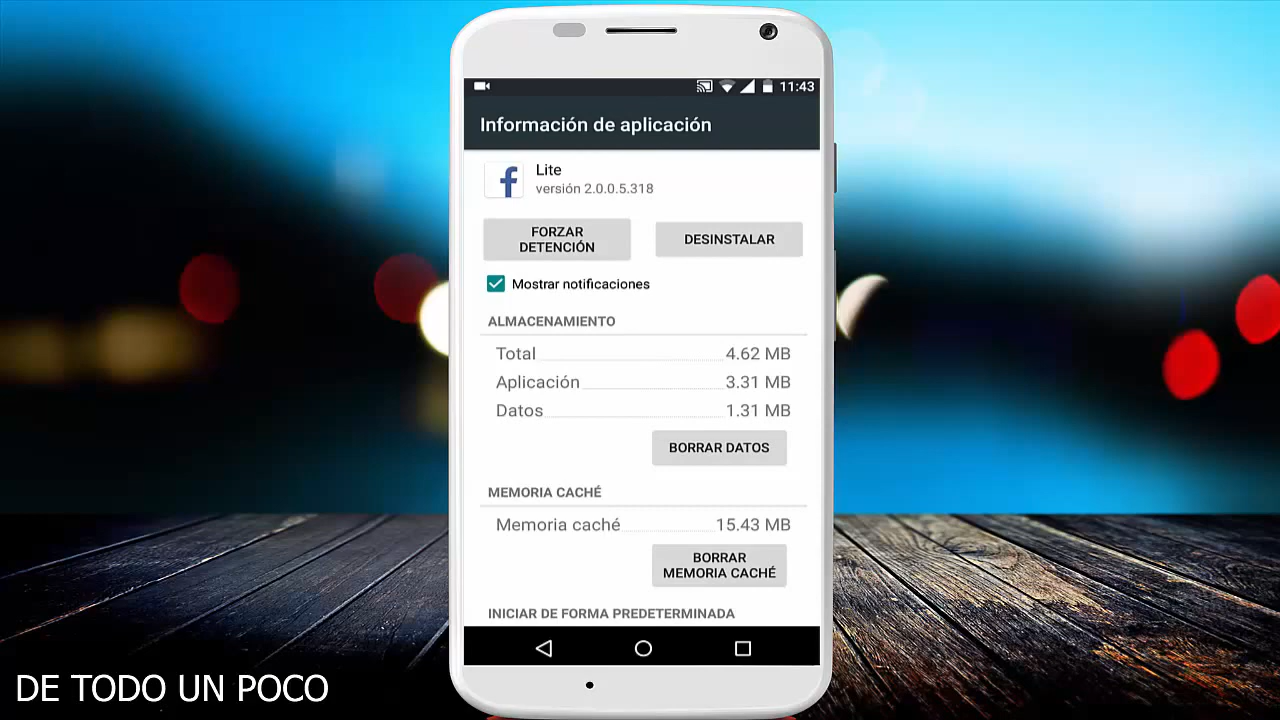 11:43
Información de aplicación
Lite
versión 2.0.0.5.318
FORZAR
DETENCIÓN
DESINSTALAR
Mostrar notificaciones
ALMACENAMIENTO
Total 4.62 MB
Aplicación 3.31 MB
Datos 1.31 MB
BORRAR DATOS
MEMORIA CACHÉ
Memoria caché 15.43 MB
BORRAR
MEMORIA CACHÉ
INICIAR DE FORMA PREDETERMINADA
DE TODO UN POCO